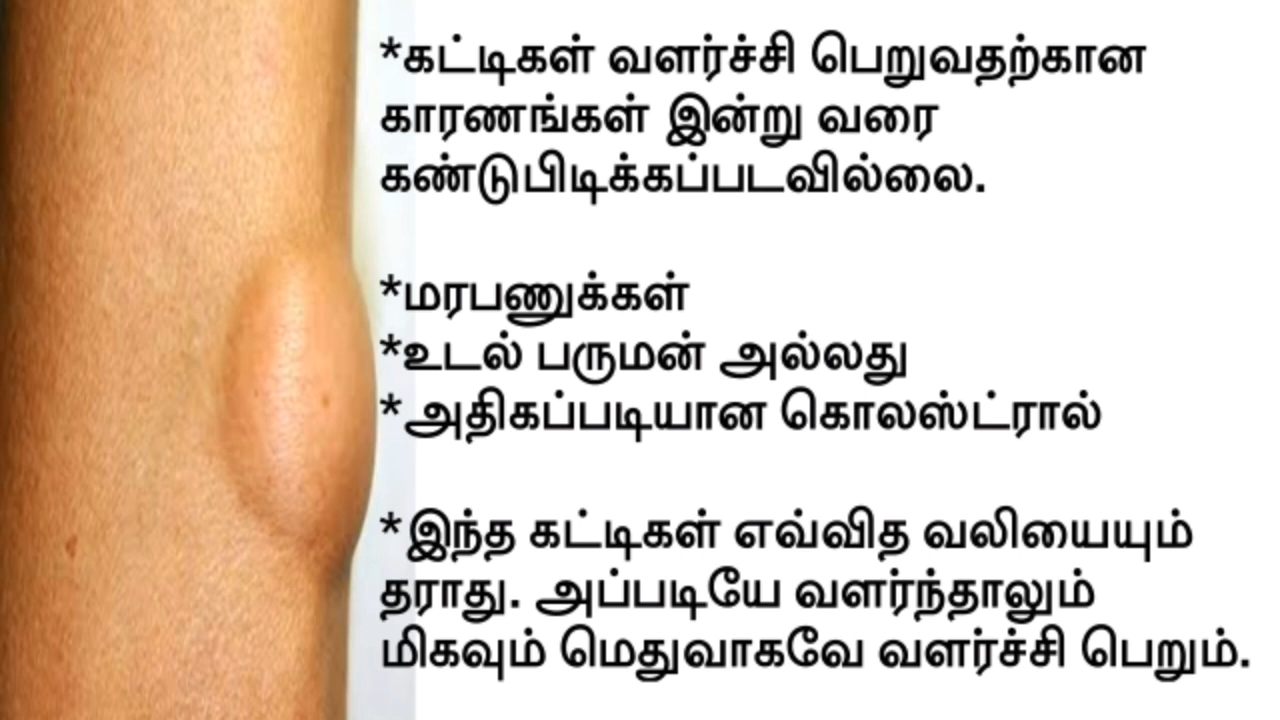 *கட்டிகள் வளர்ச்சி பெறுவதற்கான
காரணங்கள் இன்று வரை
கண்டுபிடிக்கப்படவில்லை.
*மரபணுக்கள்
*உடல் பருமன் அல்லது
*அதிகப்படியான கொலஸ்ட்ரால்
*இந்த கட்டிகள் எவ்வித வலியையும்
தராது. அப்படியே வளர்ந்தாலும்
மிகவும் மெதுவாகவே வளர்ச்சி பெறும்.